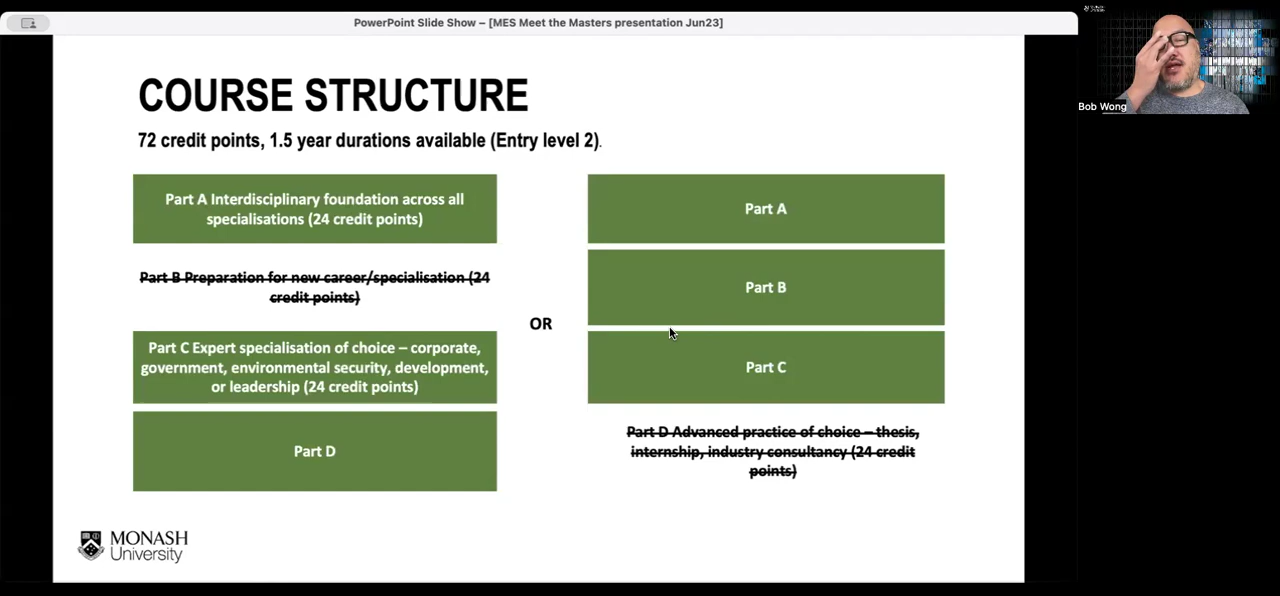 PowerPoint Slide Show – [MES Meet the Masters presentation Jun23]
COURSE STRUCTURE
72 credit points, 1.5 year durations available (Entry level 2).
Part A Interdisciplinary foundation across all
specialisations (24 credit points)
Part B Preparation for new career/specialisation (24
credit points)
Part C Expert specialisation of choice – corporate,
government, environmental security, development,
or leadership (24 credit points)
Part D
OR
Part A
Part B
Part C
Part D Advanced practice of choice – thesis,
internship, industry consultancy (24 credit
points)
MONASH
University
Bob Wong